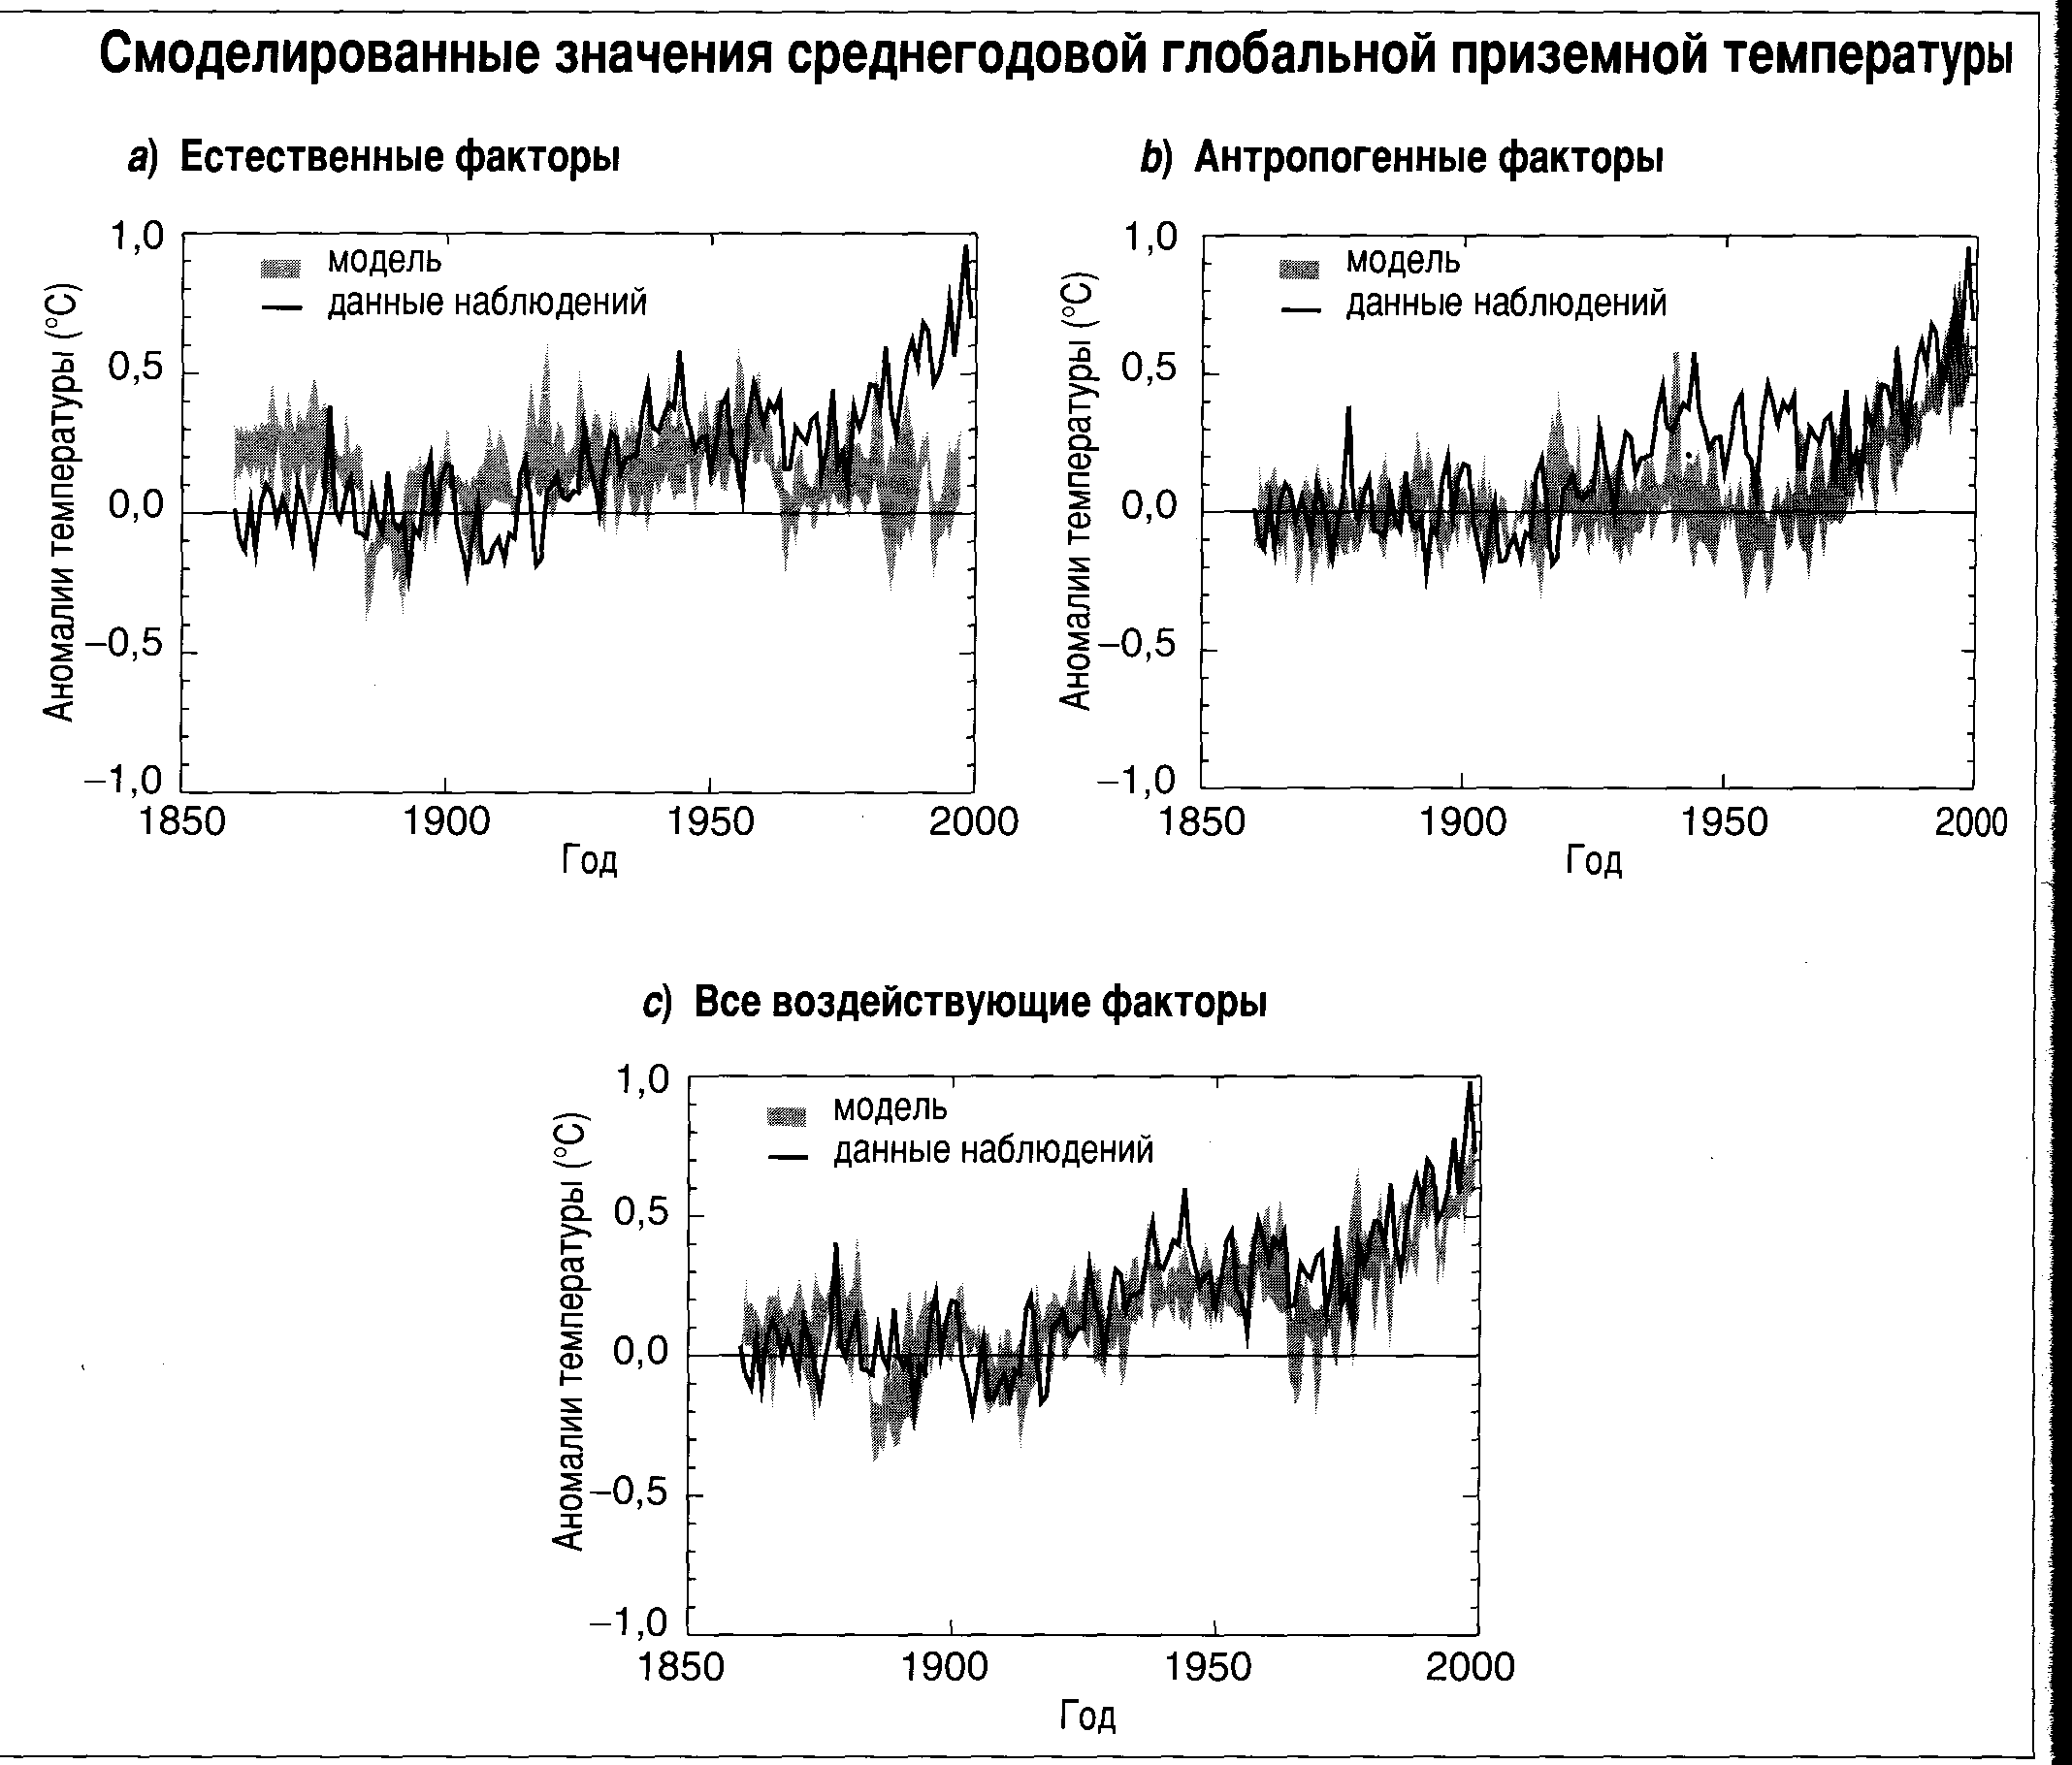 Смоделированные значения среднегодовой глобальной приземной температуры
a) Естественные факторы
1,0
0,5
0,0
−0,5
−1,0
Аномалии температуры (°C)
модель
данные наблюдений
1850 1900 1950 2000
Год
b) Антропогенные факторы
1,0
0,5
0,0
−0,5
−1,0
Аномалии температуры (°C)
модель
данные наблюдений
1850 1900 1950 2000
Год
c) Все воздействующие факторы
1,0
0,5
0,0
−0,5
−1,0
Аномалии температуры (°C)
модель
данные наблюдений
1850 1900 1950 2000
Год